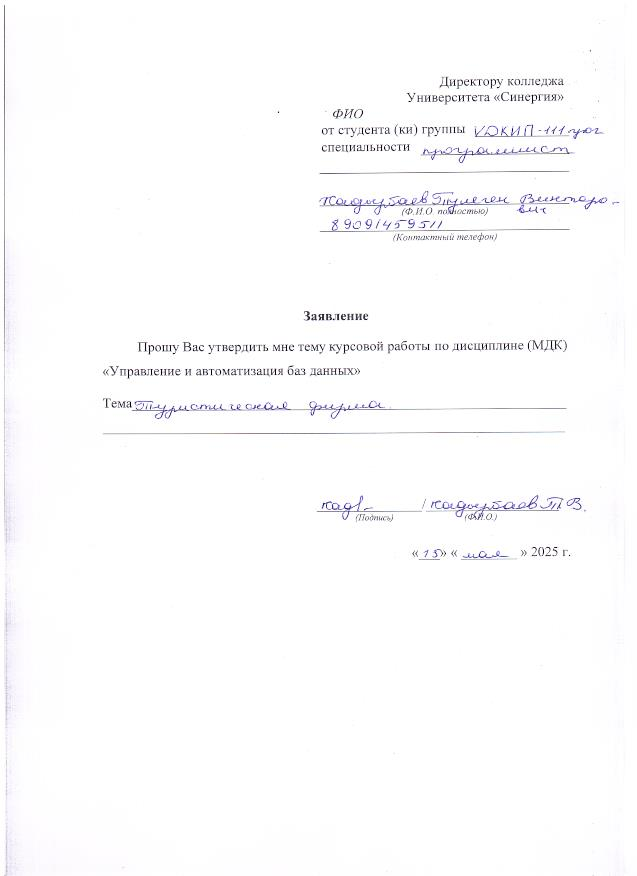 Директору колледжа
Университета «Синергия»
ФИО
от студента (ки) группы VДКИП-111прог
специальности программист
Кадырбаев Тулеген Викторо-
(Ф.И.О. полностью) вич
89091459511
(Контактный телефон)
Заявление
Прошу Вас утвердить мне тему курсовой работы по дисциплине (МДК)
«Управление и автоматизация баз данных»
Тема Туристическая фирма.
/ Кадырбаев Т.В.
(Подпись) (Ф.И.О.)
« 15 » « мая » 2025 г.